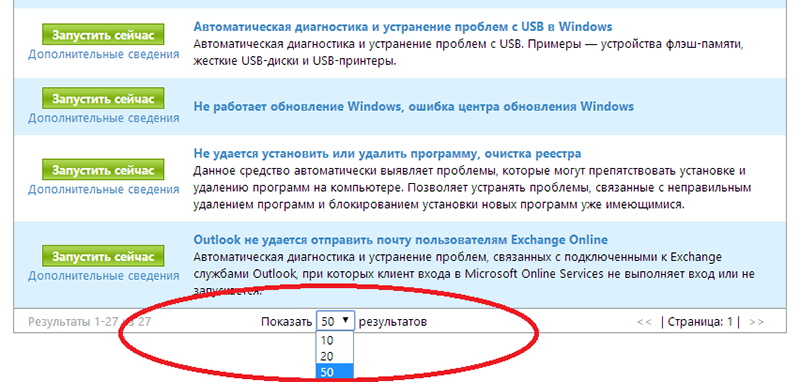 Автоматическая диагностика и устранение проблем с USB в Windows
Запустить сейчас
Автоматическая диагностика и устранение проблем с USB. Примеры — устройства флэш-памяти,
Дополнительные сведения
жесткие USB-диски и USB-принтеры.
Запустить сейчас
Не работает обновление Windows, ошибка центра обновления Windows
Дополнительные сведения
Не удается установить или удалить программу, очистка реестра
Запустить сейчас
Данное средство автоматически выявляет проблемы, которые могут препятствовать установке и
Дополнительные сведения
удалению программ на компьютере. Позволяет устранять проблемы, связанные с неправильным
удалением программ и блокированием установки новых программ уже имеющимися.
Outlook не удается отправить почту пользователям Exchange Online
Запустить сейчас
Автоматическая диагностика и устранение проблем, связанных с подключенными к Exchange
Дополнительные сведения
службами Outlook, при которых клиент входа в Microsoft Online Services не выполняет вход или не
запускается.
Результаты 1-27 из 27 Показать 50 результатов << | Страница: 1 | >>
10
20
50